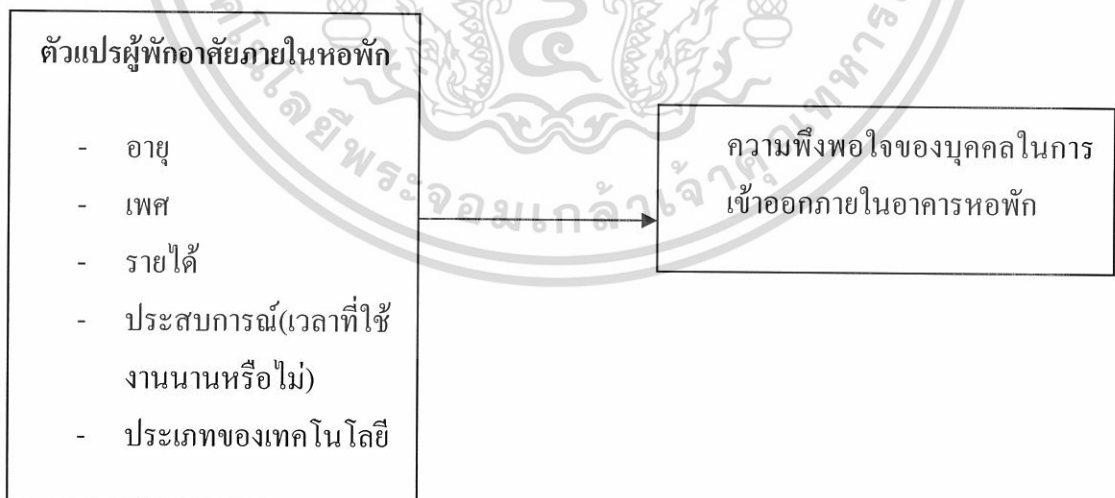 ตัวแปรผู้พักอาศัยภายในหอพัก
- อายุ
- เพศ
- รายได้
- ประสบการณ์(เวลาที่ใช้
งานนานหรือไม่)
- ประเภทของเทคโนโลยี
ความพึงพอใจของบุคคลในการ
เข้าออกภายในอาคารหอพัก